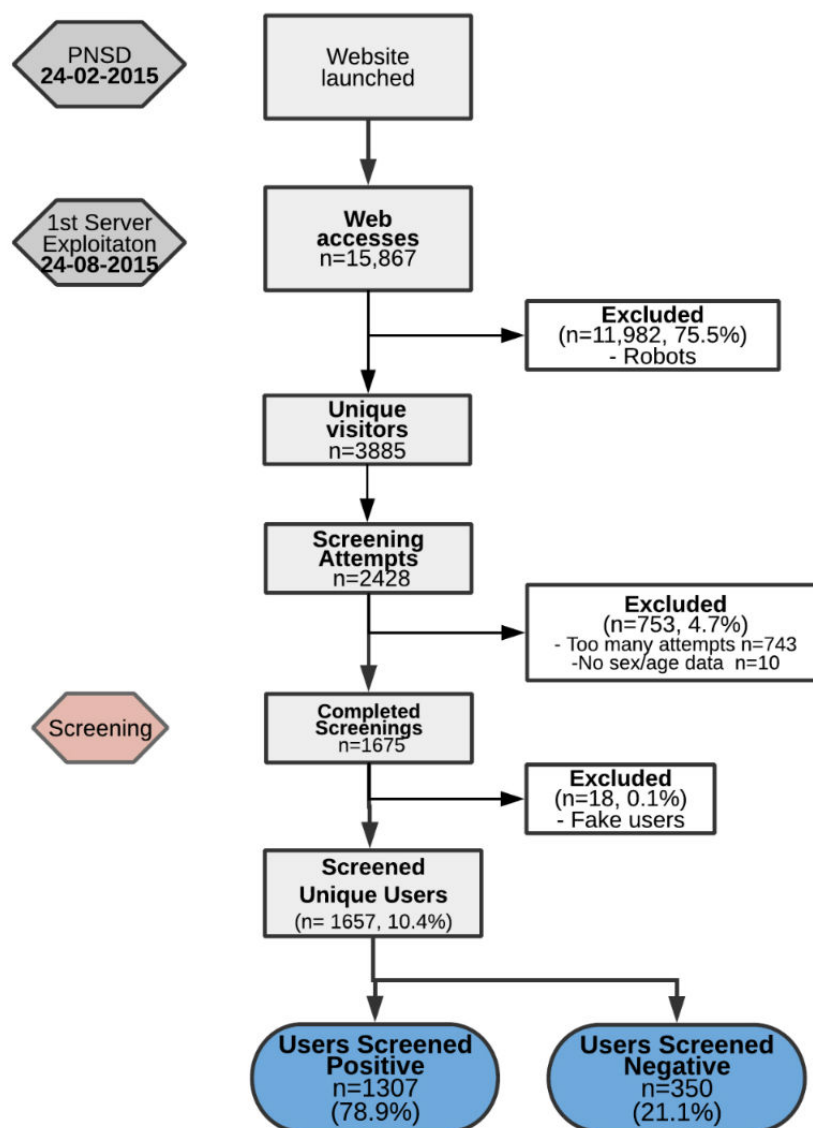 PNSD
24-02-2015
Website
launched
1st Server
Exploitaton
24-08-2015
Web
accesses
n=15,867
Excluded
(n=11,982, 75.5%)
- Robots
Unique
visitors
n=3885
Screening
Attempts
n=2428
Excluded
(n=753, 4.7%)
- Too many attempts n=743
-No sex/age data n=10
Screening
Completed
Screenings
n=1675
Excluded
(n=18, 0.1%)
- Fake users
Screened
Unique Users
(n= 1657, 10.4%)
Users Screened
Positive
n=1307
(78.9%)
Users Screened
Negative
n=350
(21.1%)